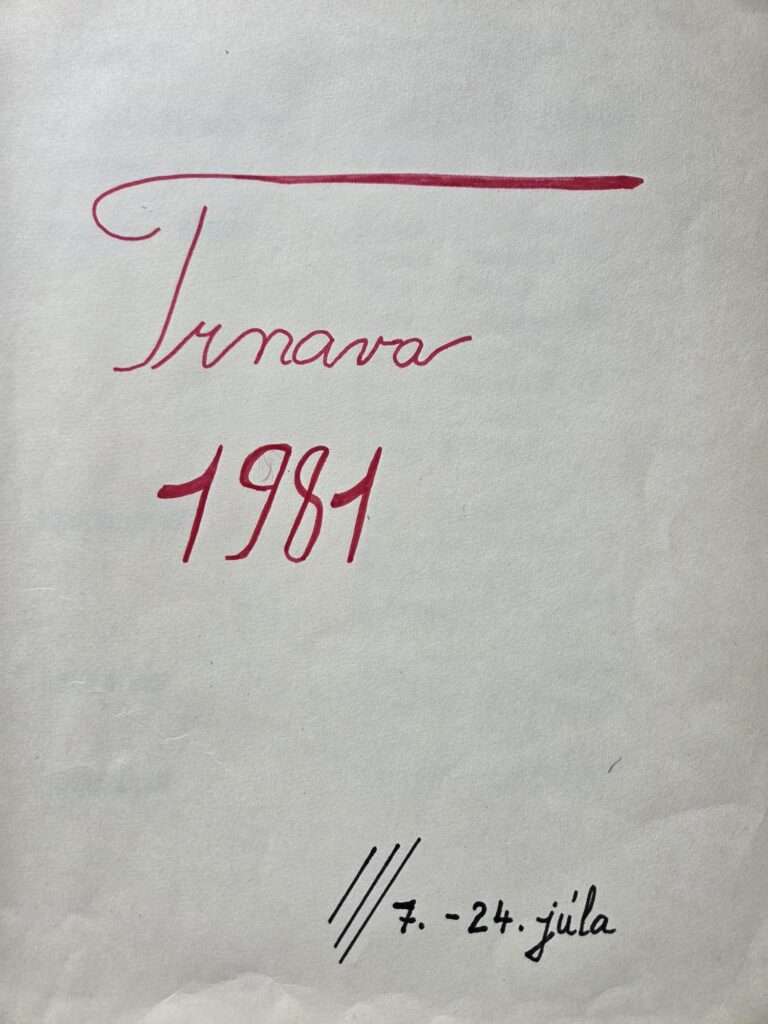 Trnava
1981
7. - 24. júla